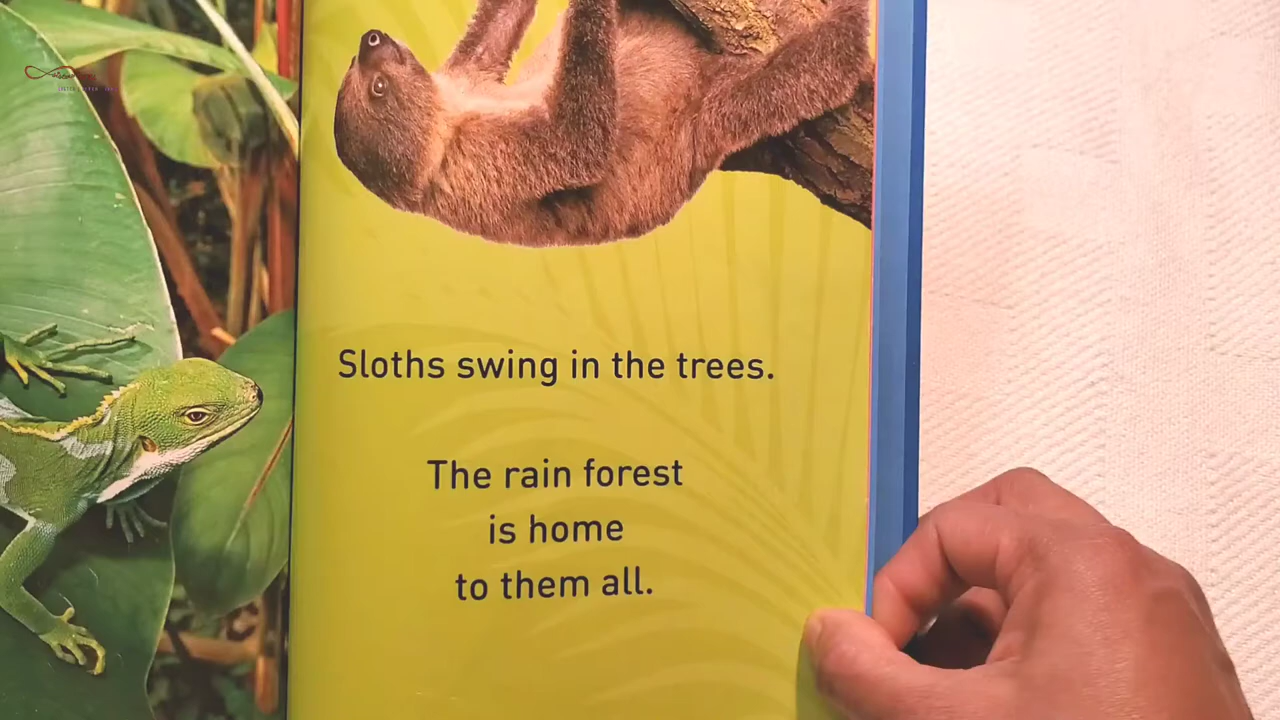 Sloths swing in the trees.
The rain forest
is home
to them all.